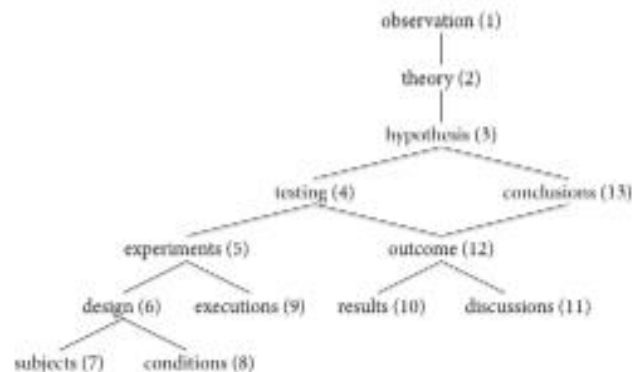 observation (1)
theory (2)
hypothesis (3)
testing (4) conclusions (13)
experiments (5) outcome (12)
design (6) executions (9) results (10) discussions (11)
subjects (7) conditions (8)